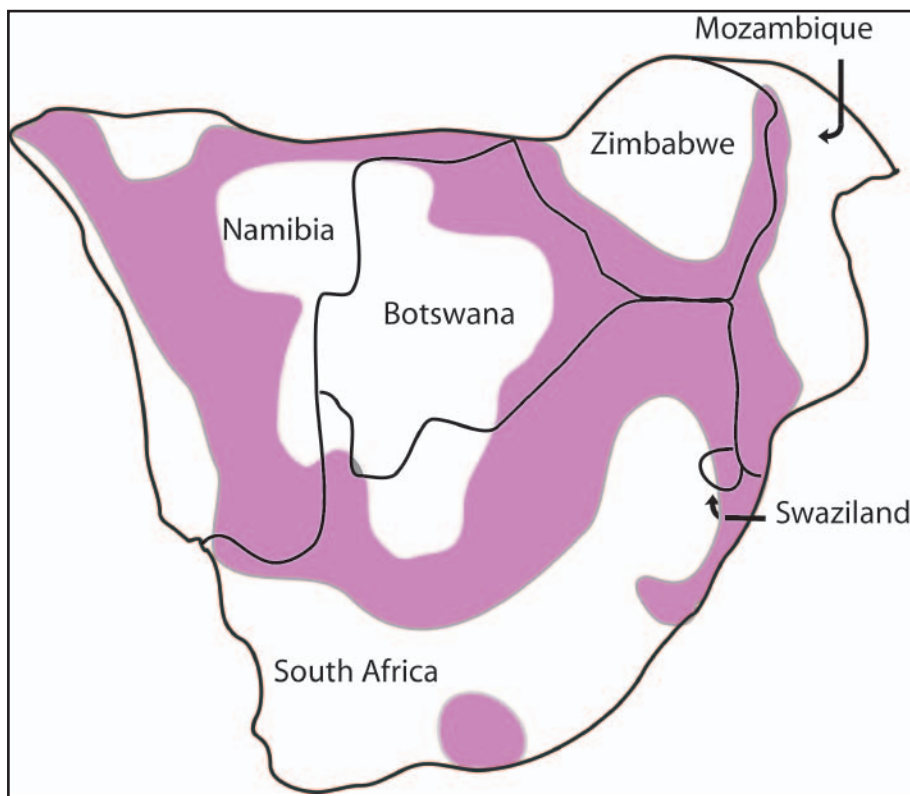 Mozambique
Zimbabwe
Namibia
Botswana
Swaziland
South Africa